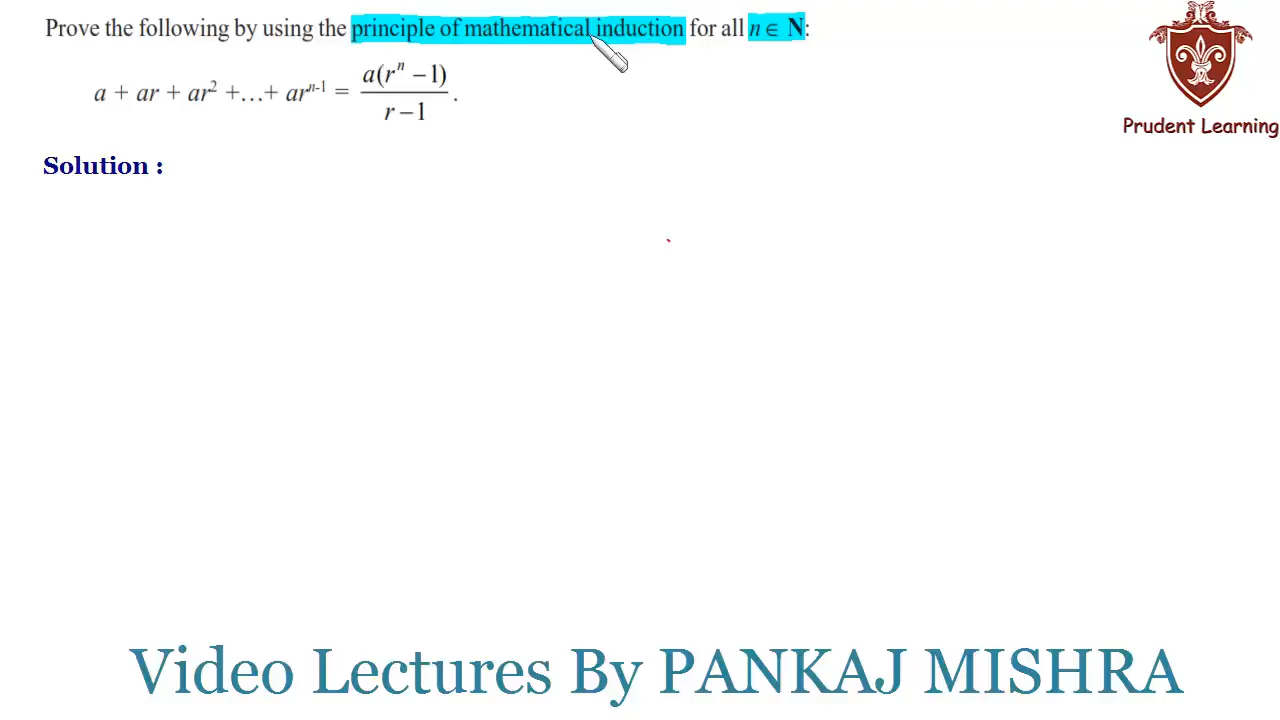 Prove the following by using the principle of mathematical induction for all n ∈ N:
a + ar + ar² +...+ arⁿ⁻¹ = a(rⁿ – 1) / r – 1 .
Prudent Learning
Solution :
Video Lectures By PANKAJ MISHRA